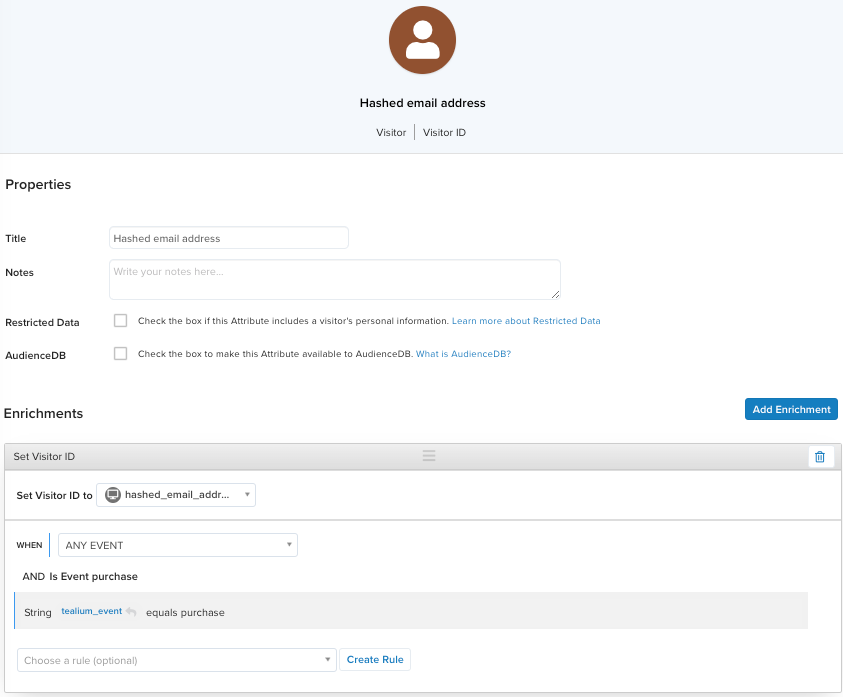 Hashed email address
Visitor Visitor ID
Properties
Title Hashed email address
Notes Write your notes here...
Restricted Data Check the box if this Attribute includes a visitor's personal information. Learn more about Restricted Data
AudienceDB Check the box to make this Attribute available to AudienceDB. What is AudienceDB?
Enrichments Add Enrichment
Set Visitor ID
Set Visitor ID to hashed_email_addr...
WHEN ANY EVENT
AND Is Event purchase
String tealium_event equals purchase
Choose a rule (optional) Create Rule